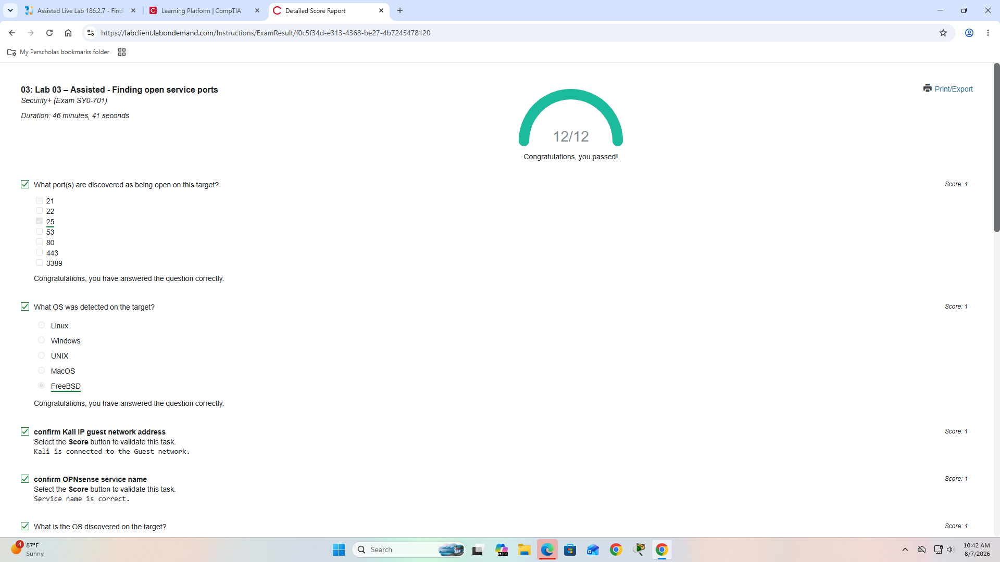 Assisted Live Lab 186.2.7 - Findi
Learning Platform | CompTIA
Detailed Score Report
https://labclient.labondemand.com/Instructions/ExamResult/f0c5f34d-e313-4368-be27-4b7245478120
My Perscholas bookmarks folder
03: Lab 03 – Assisted - Finding open service ports
Security+ (Exam SY0-701)
Duration: 46 minutes, 41 seconds
12/12
Congratulations, you passed!
Print/Export
What port(s) are discovered as being open on this target?
Score: 1
21
22
25
53
80
443
3389
Congratulations, you have answered the question correctly.
What OS was detected on the target?
Score: 1
Linux
Windows
UNIX
MacOS
FreeBSD
Congratulations, you have answered the question correctly.
confirm Kali IP guest network address
Score: 1
Select the Score button to validate this task.
Kali is connected to the Guest network.
confirm OPNsense service name
Score: 1
Select the Score button to validate this task.
Service name is correct.
What is the OS discovered on the target?
Score: 1
4
87°F
Sunny
Search
M365
10:42 AM
8/7/2026